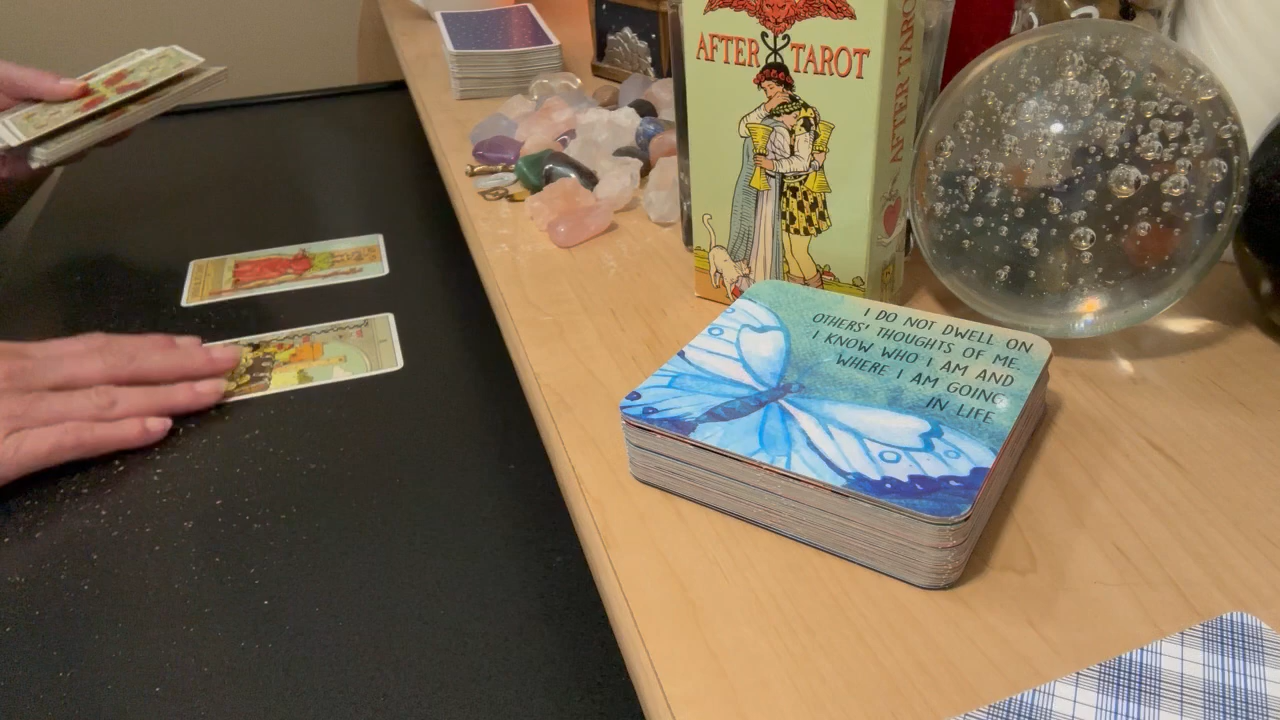 AFTER TAROT
AFTER TAROT
I DO NOT DWELL ON
OTHERS' THOUGHTS OF ME.
I KNOW WHO I AM AND
WHERE I AM GOING
IN LIFE.